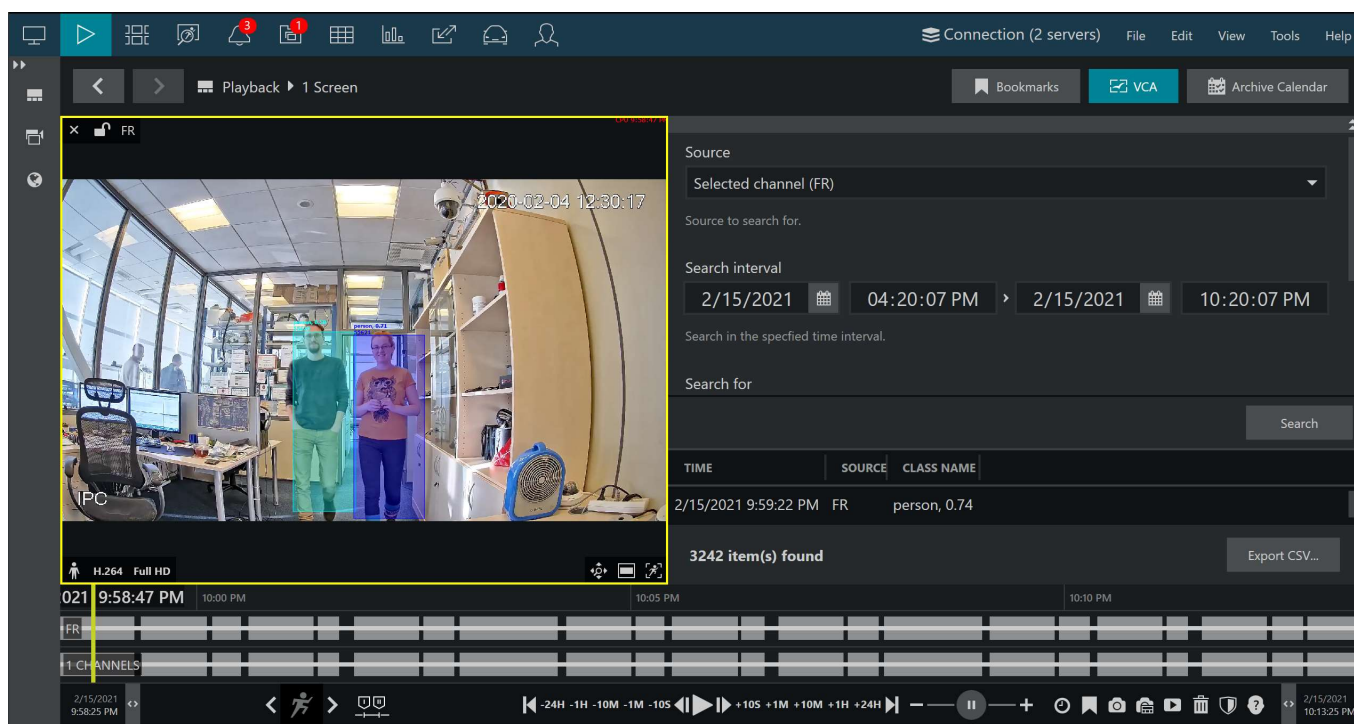 3
1
Connection (2 servers) File Edit View Tools Help
Playback 1 Screen
Bookmarks VCA Archive Calendar
FR
2020-02-04 12:30:17
person, 0.71
IPC
H.264 Full HD
Source
Selected channel (FR)
Source to search for.
Search interval
2/15/2021 04:20:07 PM > 2/15/2021 10:20:07 PM
Search in the specfied time interval.
Search for
Search
TIME SOURCE CLASS NAME
2/15/2021 9:59:22 PM FR person, 0.74
3242 item(s) found
Export CSV...
021 9:58:47 PM 10:00 PM 10:05 PM 10:10 PM
FR
1 CHANNELS
2/15/2021
9:58:25 PM
-24H -1H -10M -1M -10S +10S +1M +10M +1H +24H
2/15/2021
10:13:25 PM